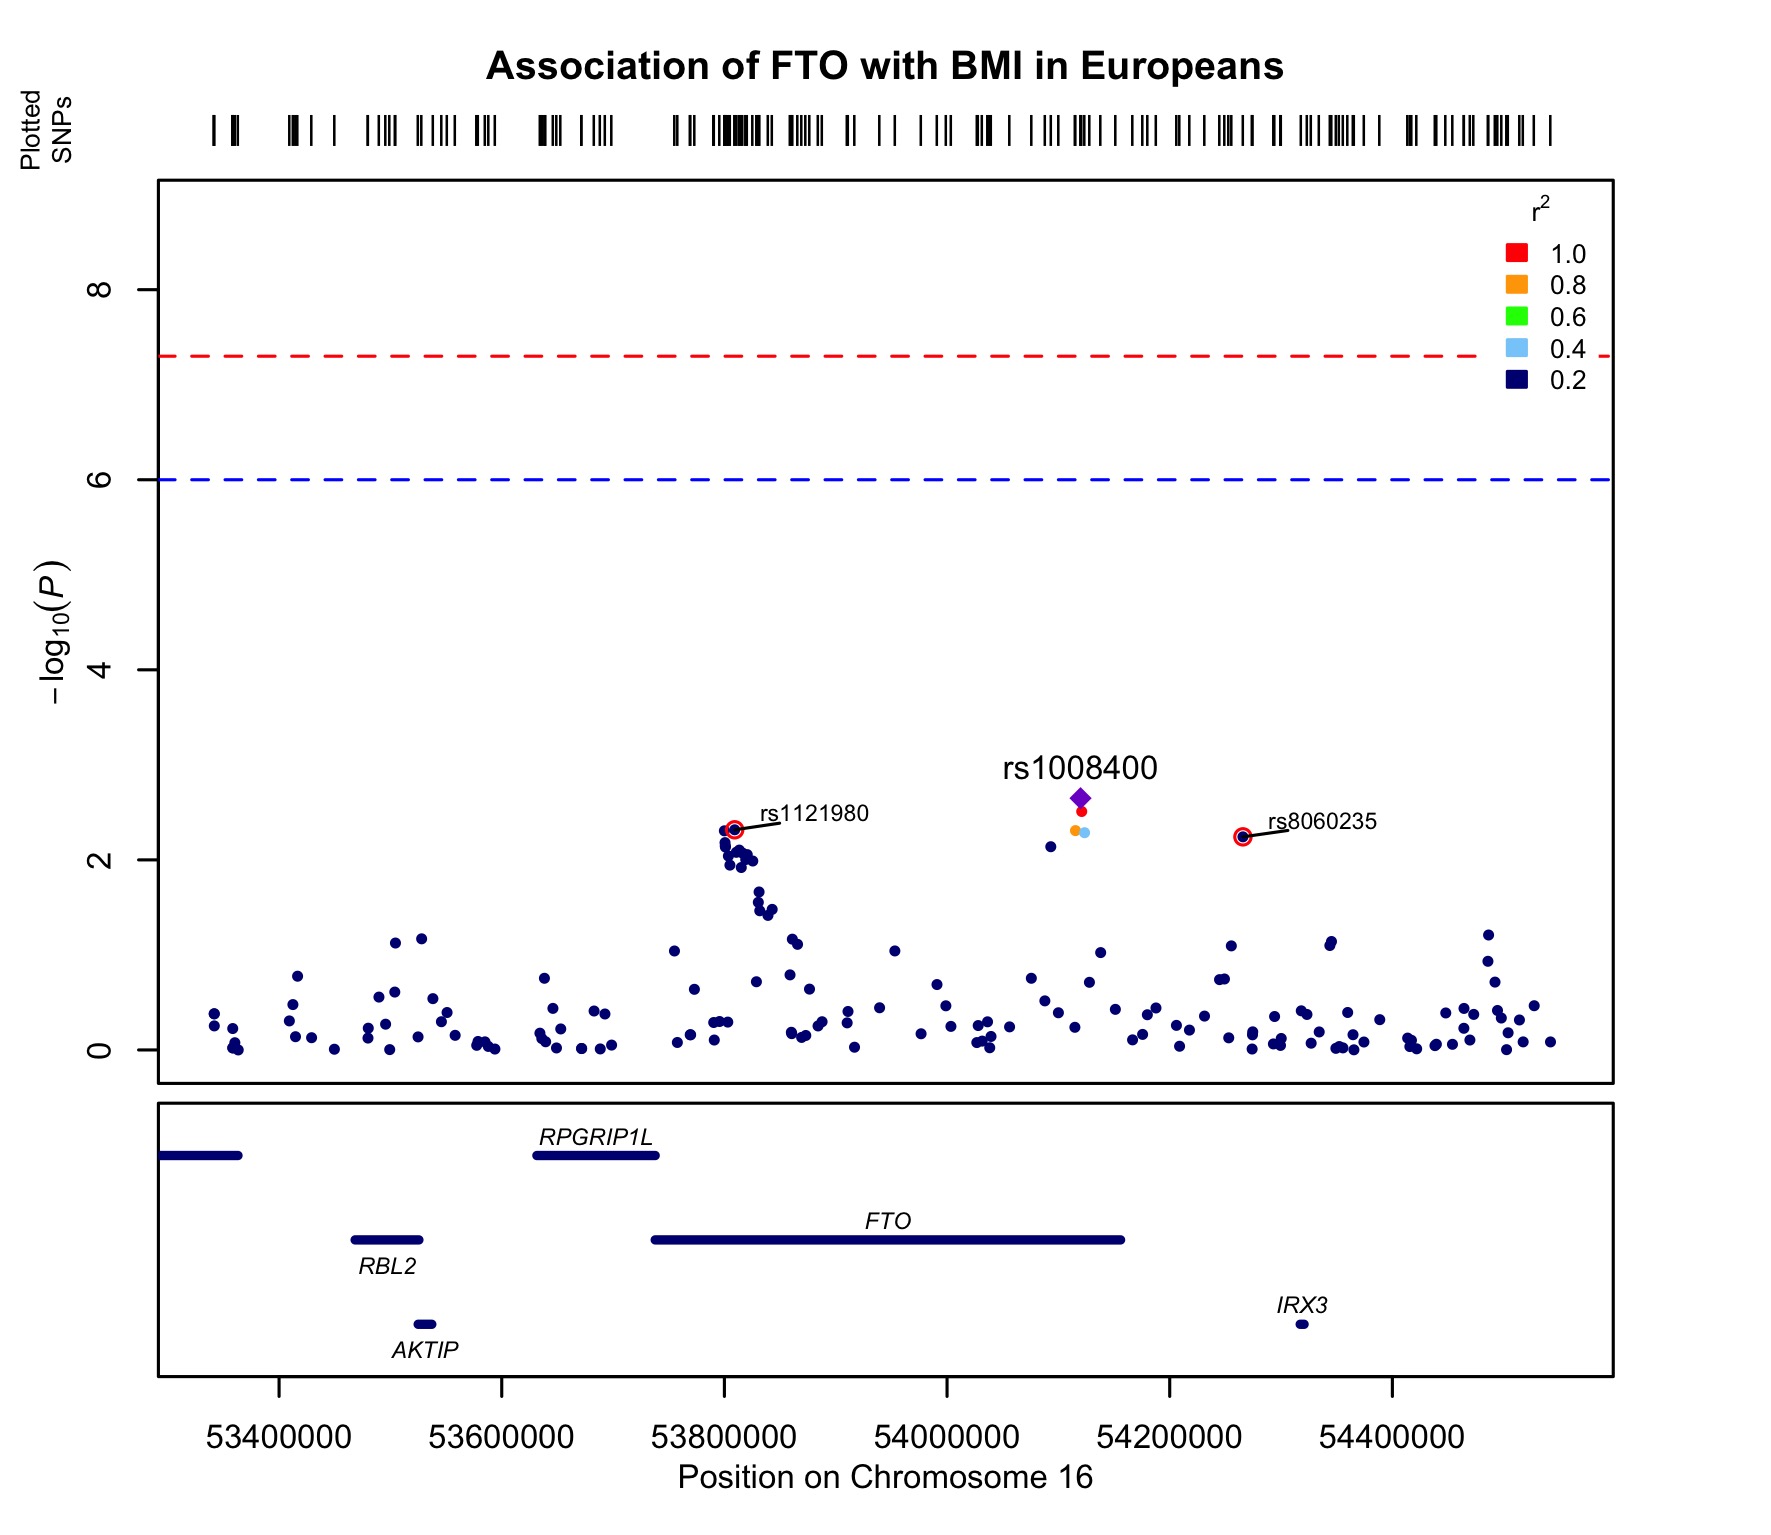 Association of FTO with BMI in Europeans
Plotted
SNPs
r²
1.0
0.8
0.6
0.4
0.2
8
6
4
2
0
−log₁₀(P)
rs1008400
rs1121980
rs8060235
RPGRIP1L
FTO
RBL2
IRX3
AKTIP
53400000 53600000 53800000 54000000 54200000 54400000
Position on Chromosome 16